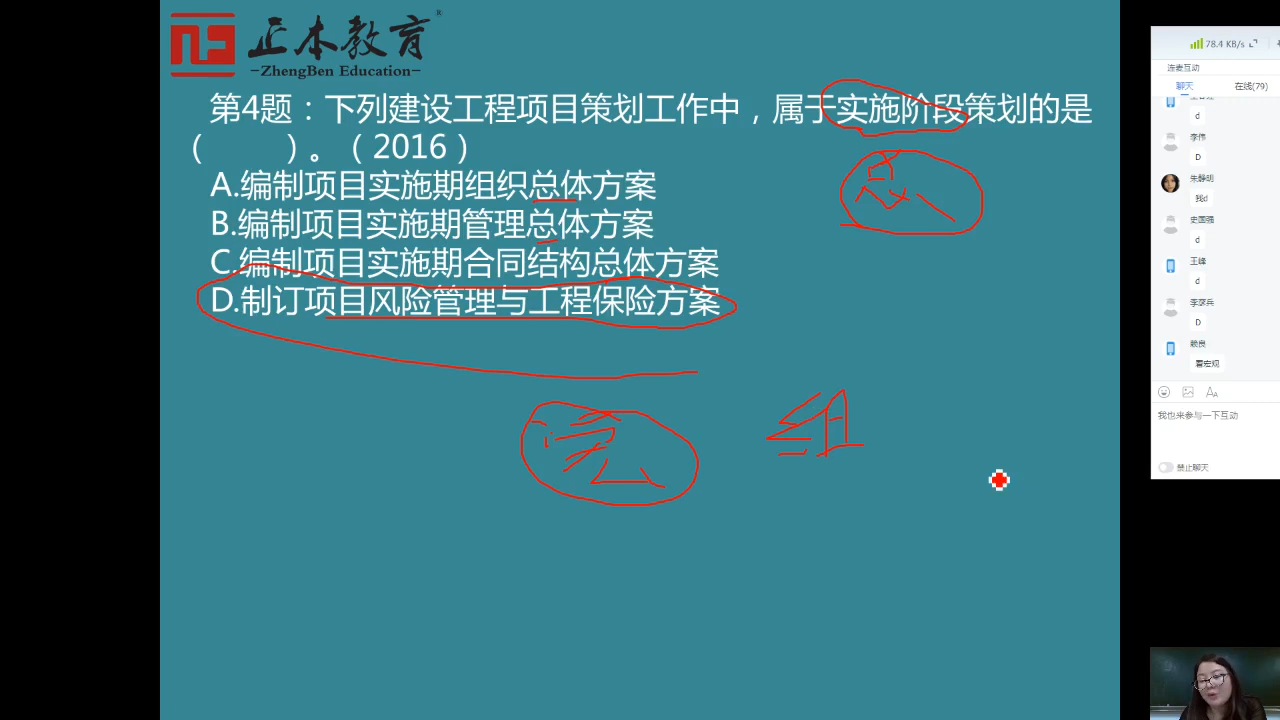 正本教育
®
-ZhengBen Education-
第4题：下列建设工程项目策划工作中，属于实施阶段策划的是
（ ）。（2016）
A.编制项目实施期组织总体方案
B.编制项目实施期管理总体方案
C.编制项目实施期合同结构总体方案
D.制订项目风险管理与工程保险方案
组
78.4 KB/s
连麦互动
聊天
在线(79)
d
李伟
D
朱静明
我d
史国强
d
王峰
d
李彦兵
D
赖良
看宏观
我也来参与一下互动
禁止聊天